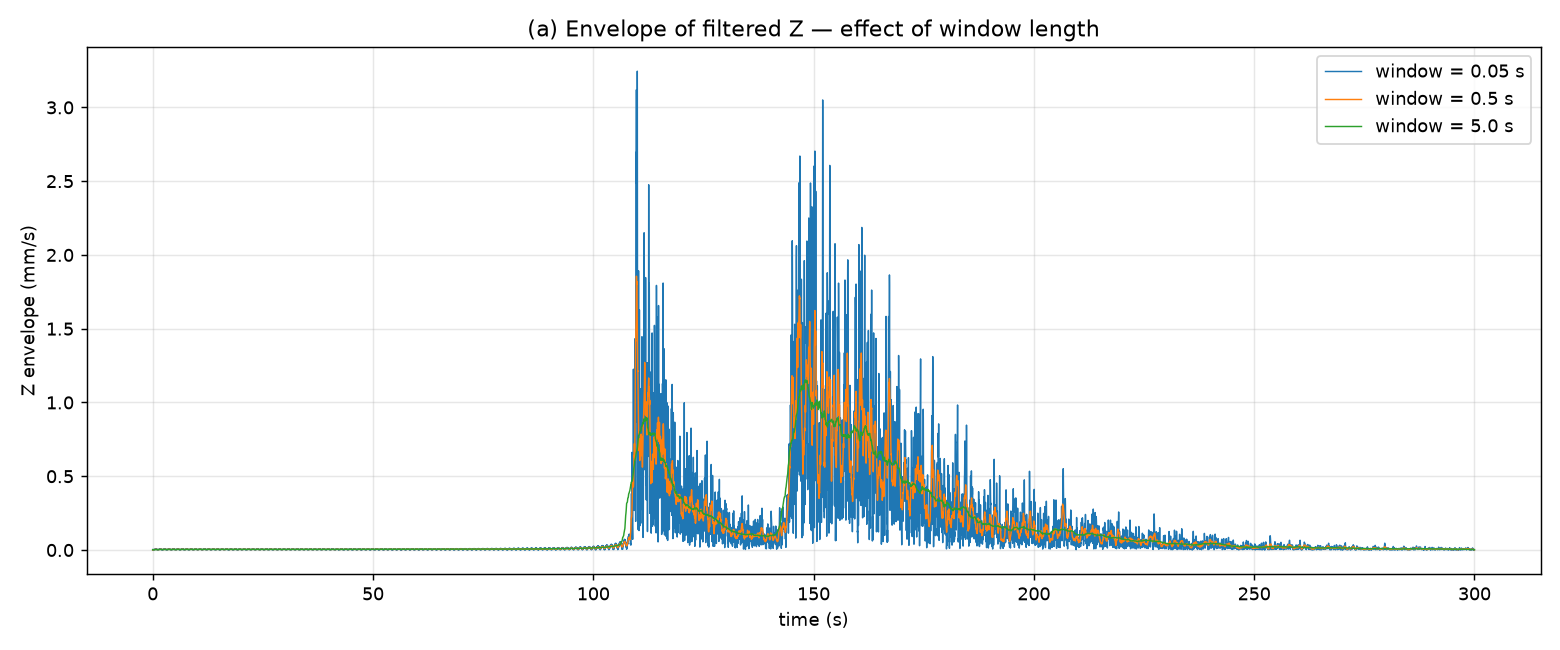 (a) Envelope of filtered Z — effect of window length
window = 0.05 s
window = 0.5 s
window = 5.0 s
Z envelope (mm/s)
3.0
2.5
2.0
1.5
1.0
0.5
0.0
0 50 100 150 200 250 300
time (s)